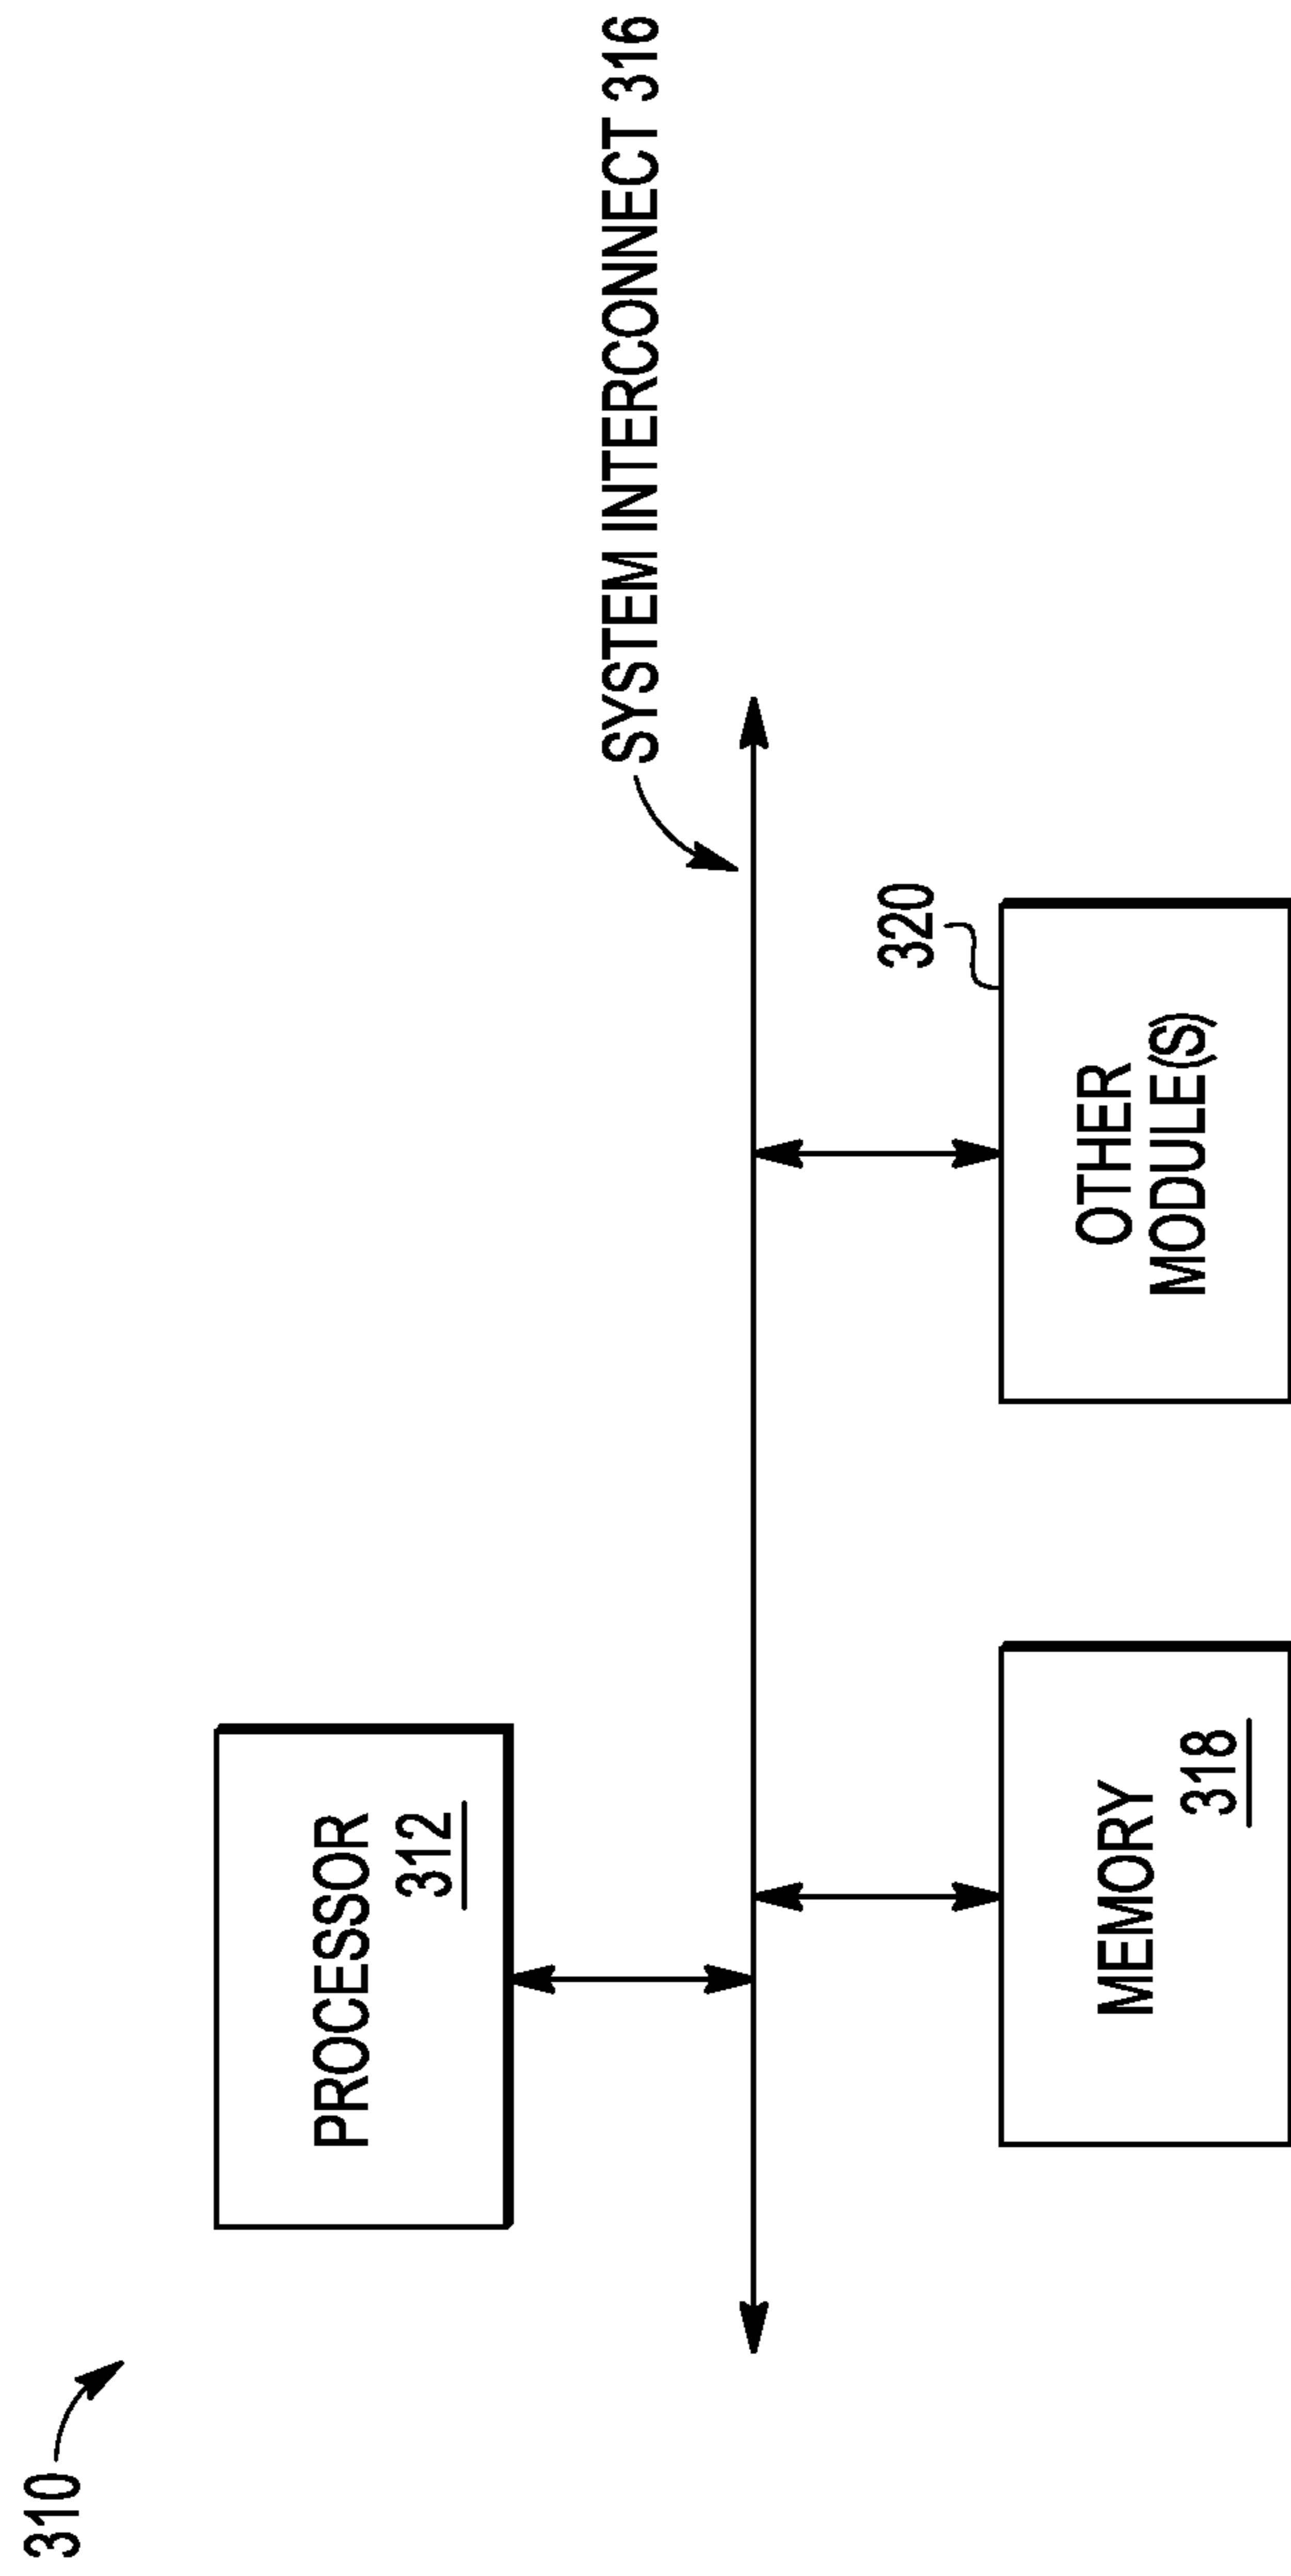 310
PROCESSOR
312
SYSTEM INTERCONNECT 316
MEMORY
318
320
OTHER
MODULE(S)